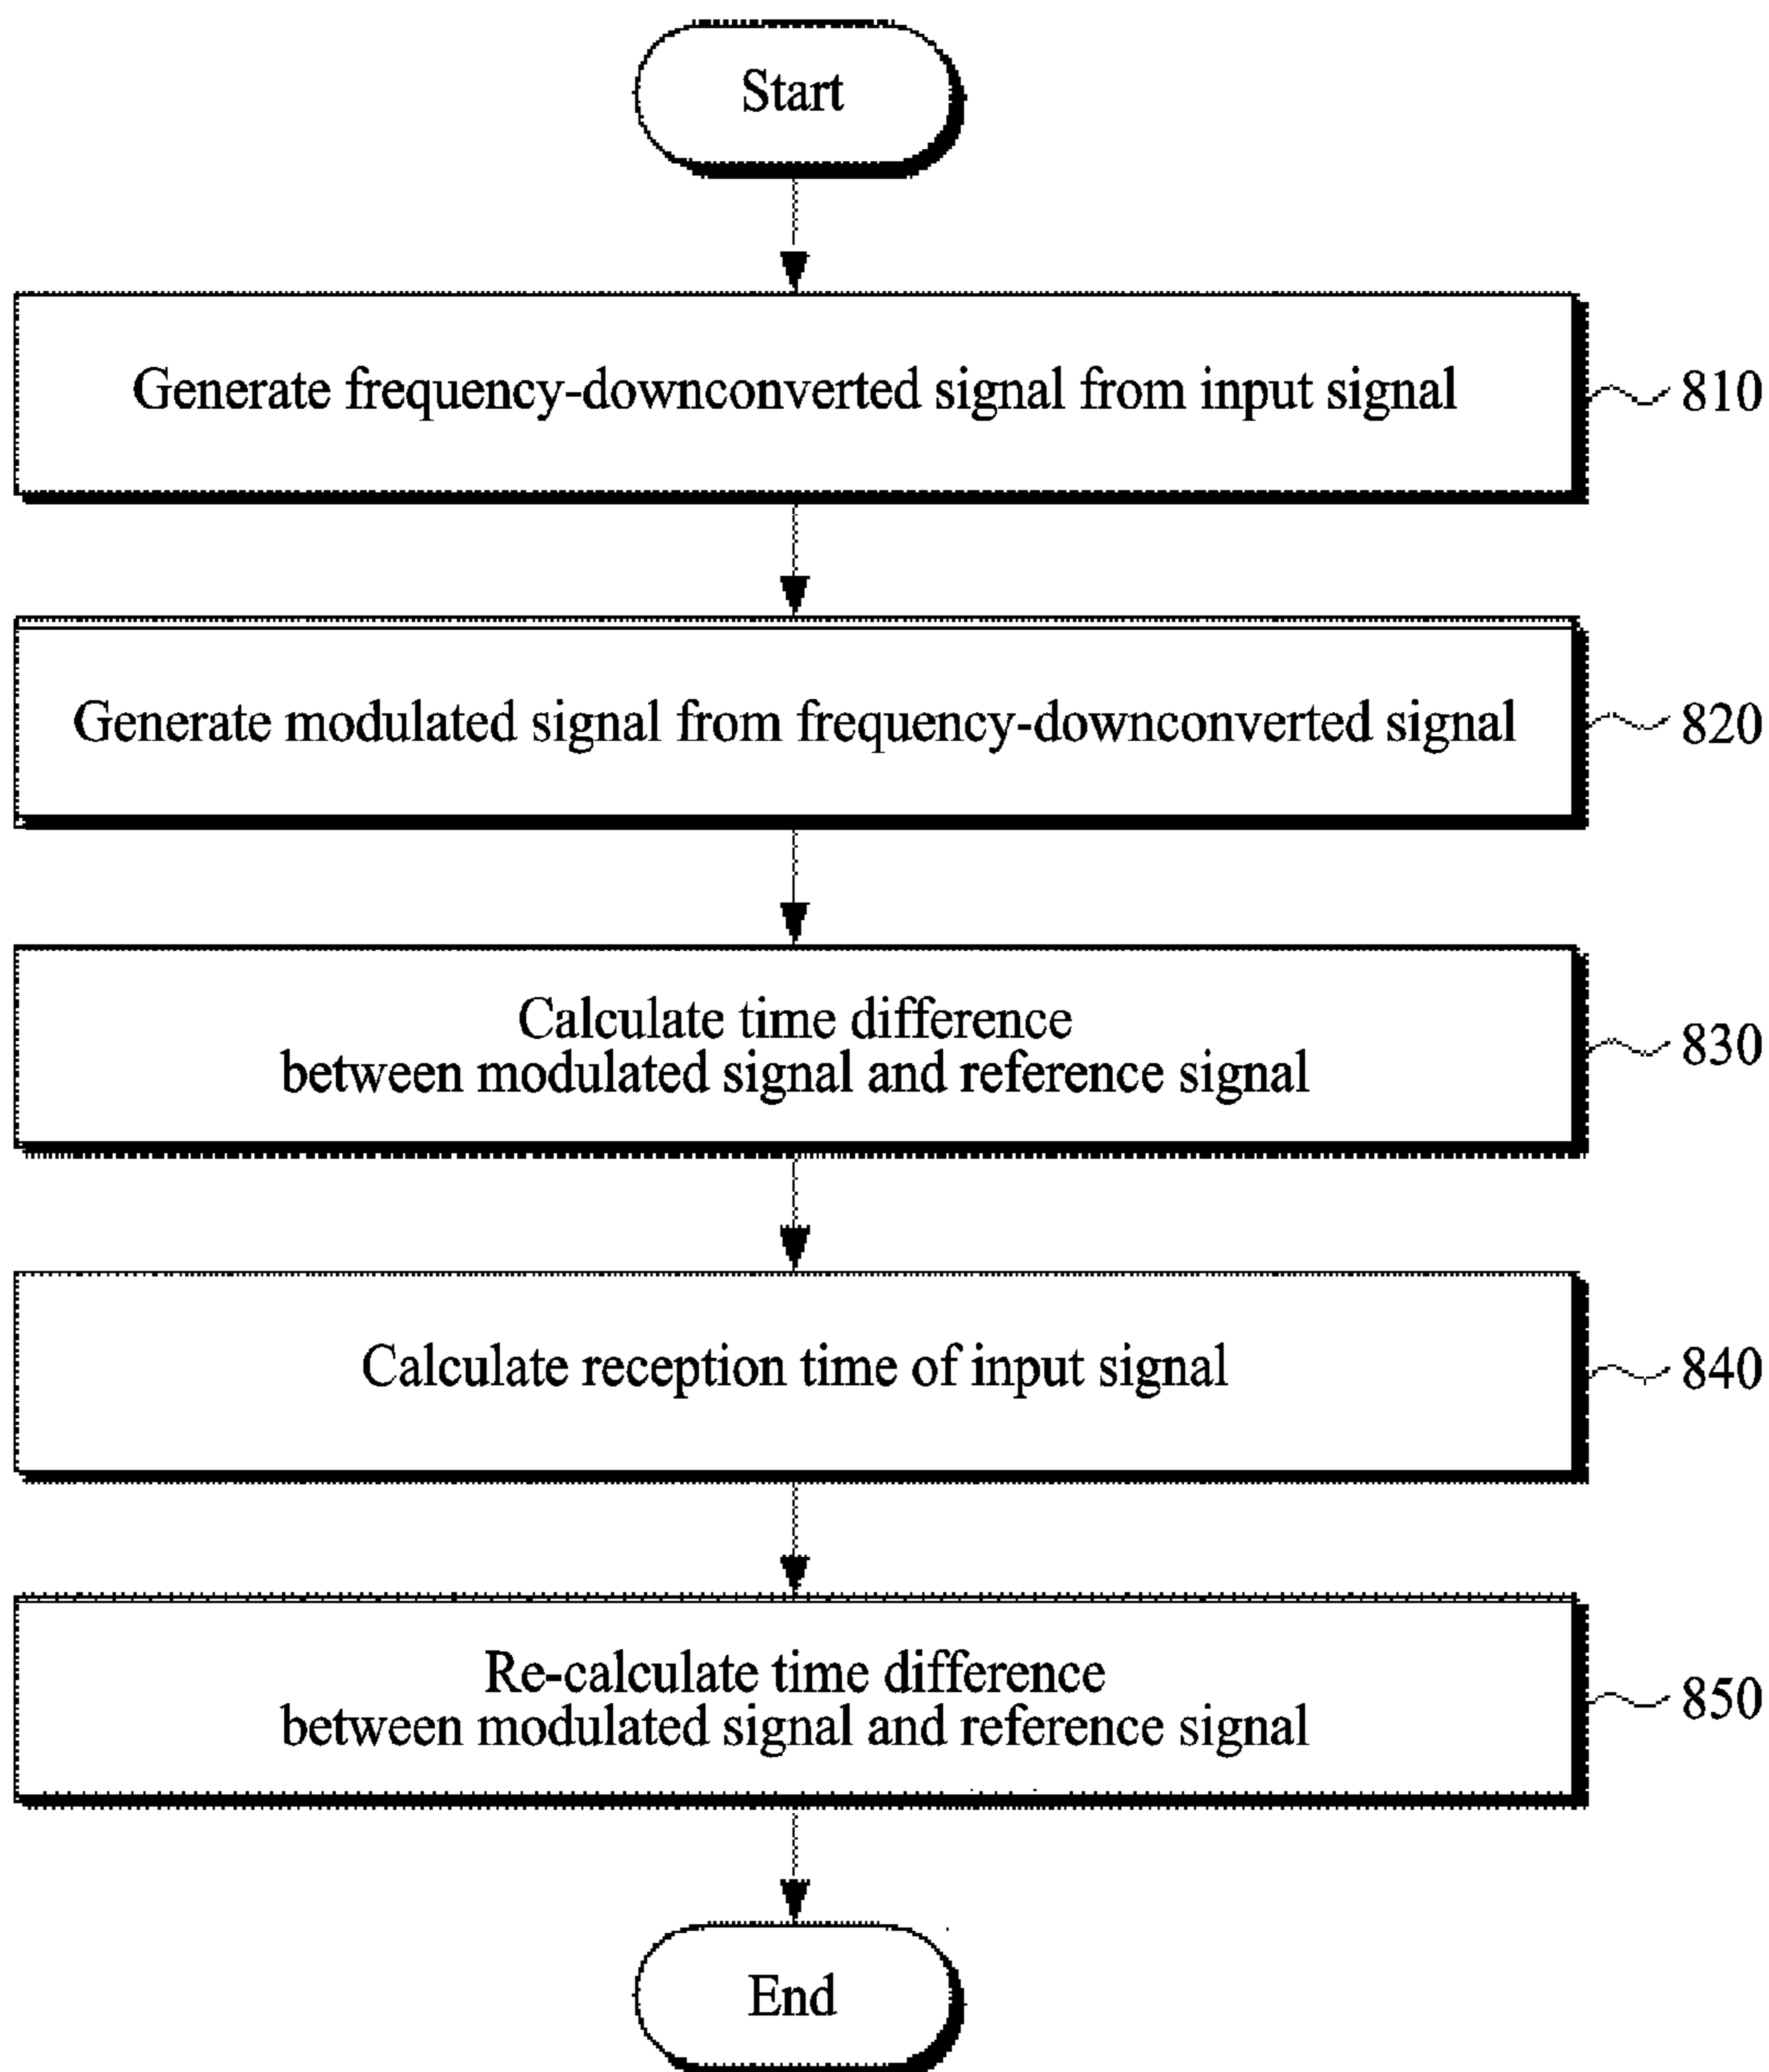 Start
Generate frequency-downconverted signal from input signal
810
Generate modulated signal from frequency-downconverted signal
820
Calculate time difference
between modulated signal and reference signal
830
Calculate reception time of input signal
840
Re-calculate time difference
between modulated signal and reference signal
850
End